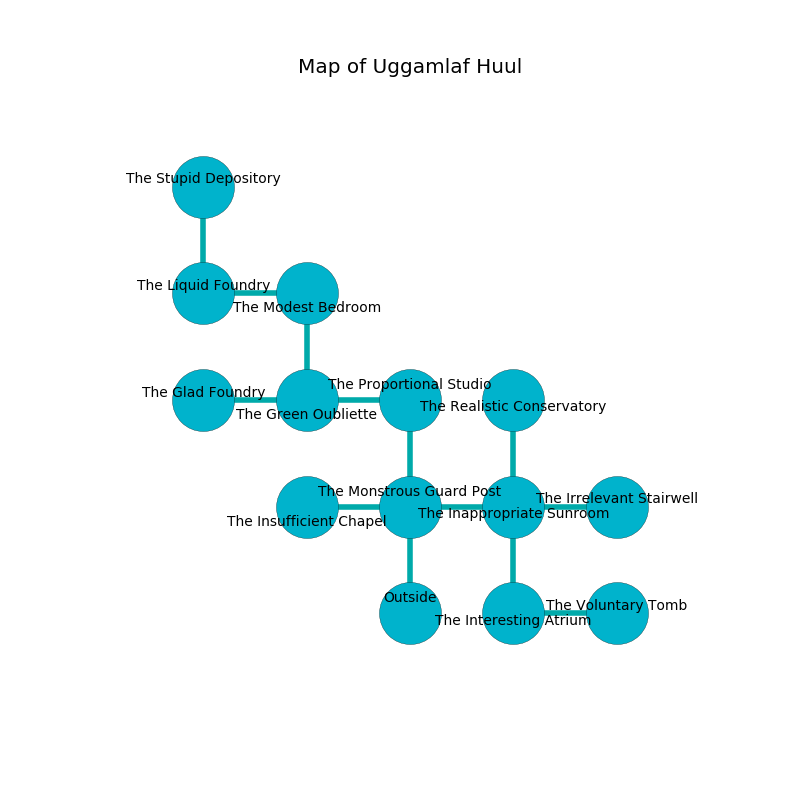 Map of Uggamlaf Huul
The Stupid Depository
The Liquid Foundry
The Modest Bedroom
The Proportional Studio
The Glad Foundry
The Realistic Conservatory
The Green Oubliette
The Monstrous Guard Post
The Irrelevant Stairwell
The Inappropriate Sunroom
The Insufficient Chapel
Outside
The Voluntary Tomb
The Interesting Atrium